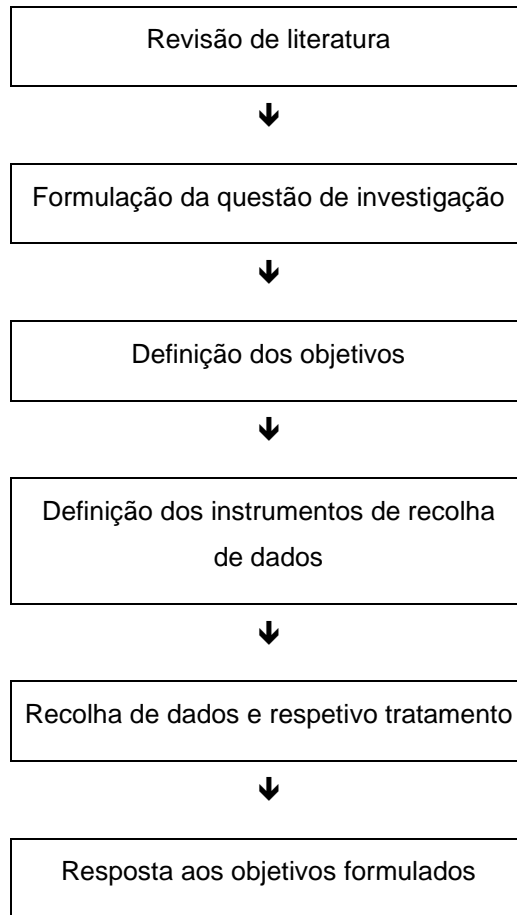 Revisão de literatura
Formulação da questão de investigação
Definição dos objetivos
Definição dos instrumentos de recolha
de dados
Recolha de dados e respetivo tratamento
Resposta aos objetivos formulados